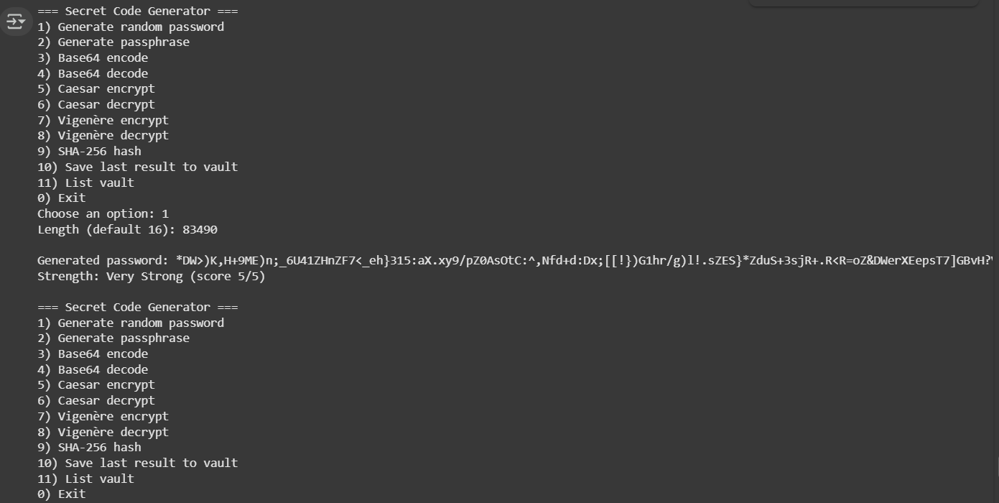 === Secret Code Generator ===
1) Generate random password
2) Generate passphrase
3) Base64 encode
4) Base64 decode
5) Caesar encrypt
6) Caesar decrypt
7) Vigenère encrypt
8) Vigenère decrypt
9) SHA-256 hash
10) Save last result to vault
11) List vault
0) Exit
Choose an option: 1
Length (default 16): 83490
Generated password: *DW>)K,H+9ME)n;_6U41ZHnZF7<_eh}315:aX.xy9/pZ0AsOtC:^,Nfd+d:Dx;[[!})G1hr/g)l!.sZES}*ZduS+3sjR+.R<R=oZ&DWerXEepsT7]GBvH?
Strength: Very Strong (score 5/5)
=== Secret Code Generator ===
1) Generate random password
2) Generate passphrase
3) Base64 encode
4) Base64 decode
5) Caesar encrypt
6) Caesar decrypt
7) Vigenère encrypt
8) Vigenère decrypt
9) SHA-256 hash
10) Save last result to vault
11) List vault
0) Exit